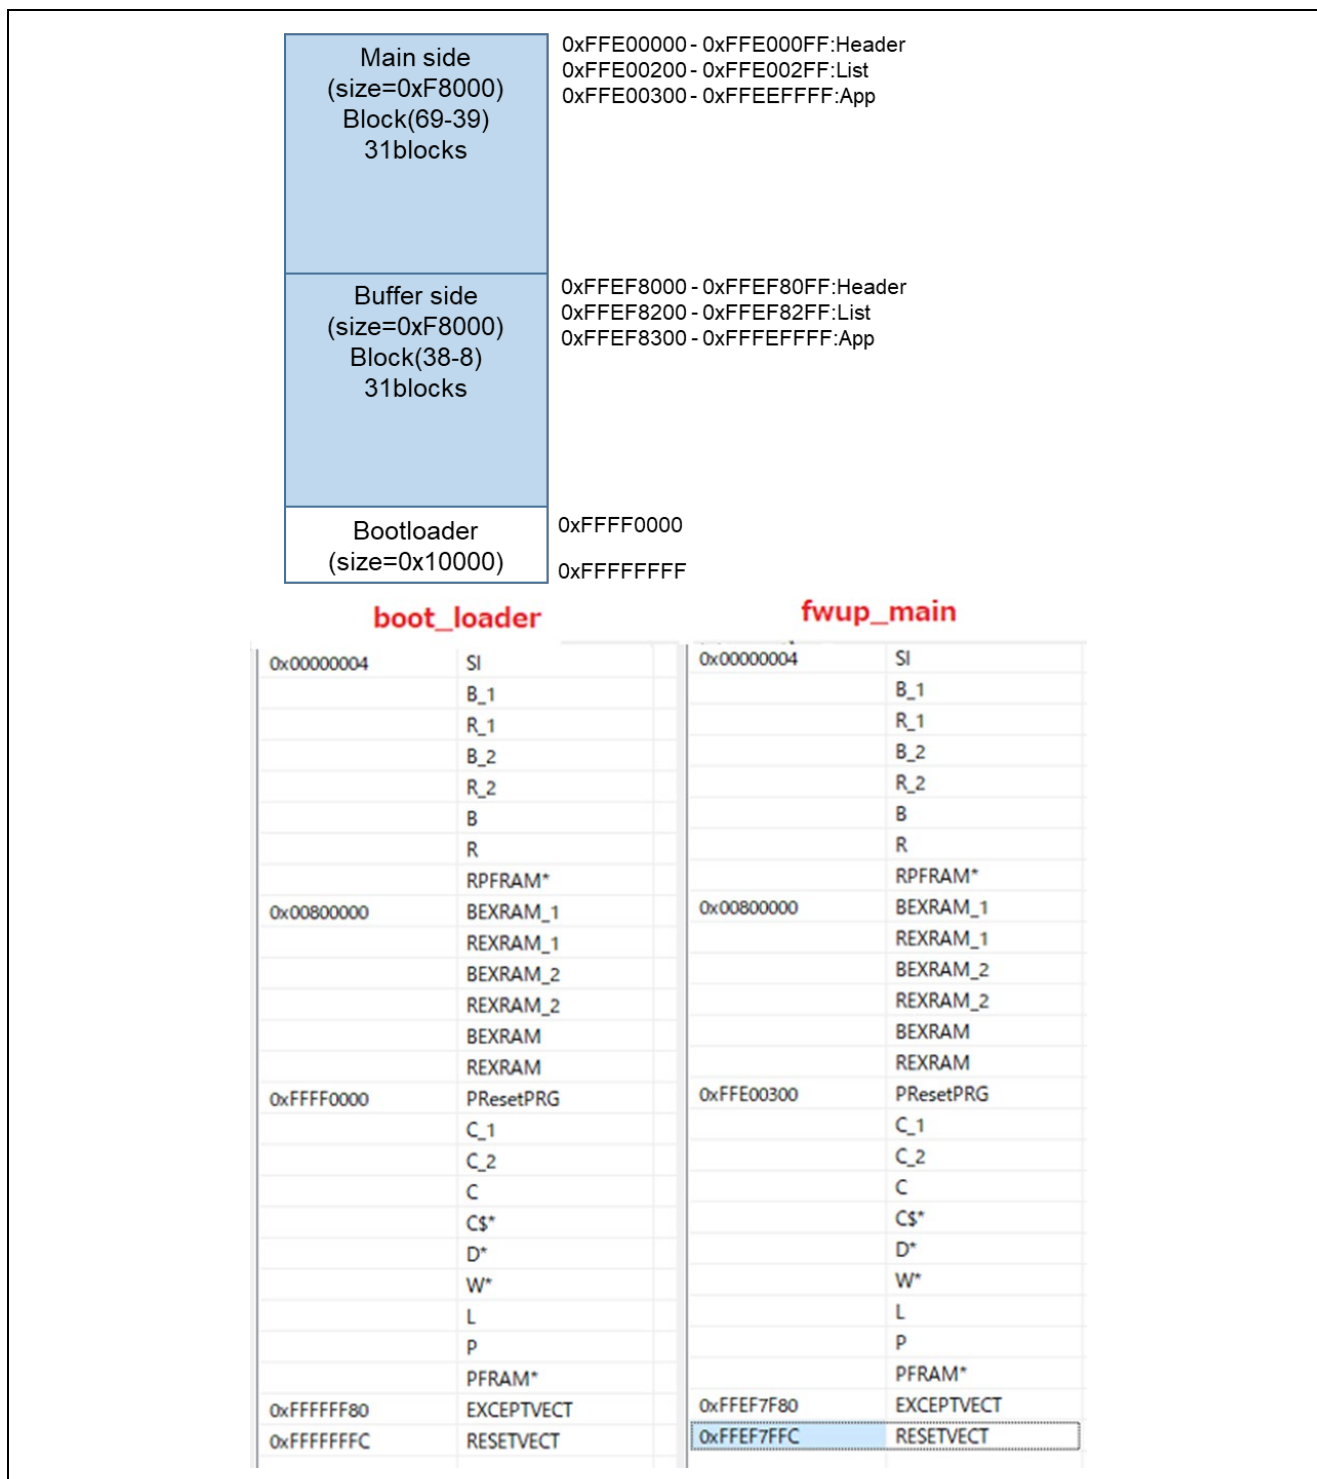 Main side
(size=0xF8000)
Block(69-39)
31blocks
0xFFE00000 - 0xFFE000FF:Header
0xFFE00200 - 0xFFE002FF:List
0xFFE00300 - 0xFFEEFFFF:App
Buffer side
(size=0xF8000)
Block(38-8)
31blocks
0xFFEF8000 - 0xFFEF80FF:Header
0xFFEF8200 - 0xFFEF82FF:List
0xFFEF8300 - 0xFFFEFFFF:App
Bootloader
(size=0x10000)
0xFFFF0000
0xFFFFFFFF
boot_loader
0x00000004 SI
B_1
R_1
B_2
R_2
B
R
RPFRAM*
0x00800000 BEXRAM_1
REXRAM_1
BEXRAM_2
REXRAM_2
BEXRAM
REXRAM
0xFFFF0000 PResetPRG
C_1
C_2
C
C$*
D*
W*
L
P
PFRAM*
0xFFFFFF80 EXCEPTVECT
0xFFFFFFFC RESETVECT
fwup_main
0x00000004 SI
B_1
R_1
B_2
R_2
B
R
RPFRAM*
0x00800000 BEXRAM_1
REXRAM_1
BEXRAM_2
REXRAM_2
BEXRAM
REXRAM
0xFFE00300 PResetPRG
C_1
C_2
C
C$*
D*
W*
L
P
PFRAM*
0xFFEF7F80 EXCEPTVECT
0xFFEF7FFC RESETVECT